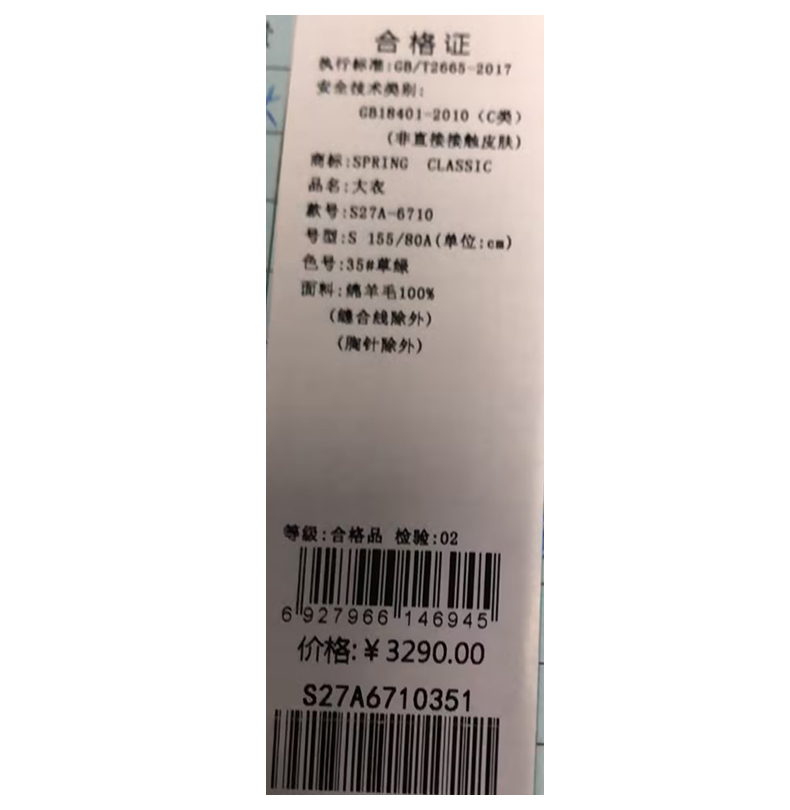 合格证
执行标准:GB/T2665-2017
安全技术类别:
GB18401-2010(C类)
(非直接接触皮肤)
商标:SPRING CLASSIC
品名:大衣
款号:S27A-6710
号型:S 155/80A(单位:cm)
色号:35#草绿
面料:绵羊毛100%
(缝合线除外)
(胸针除外)
等级:合格品 检验:02
6 927966 146945
价格:¥3290.00
S27A6710351